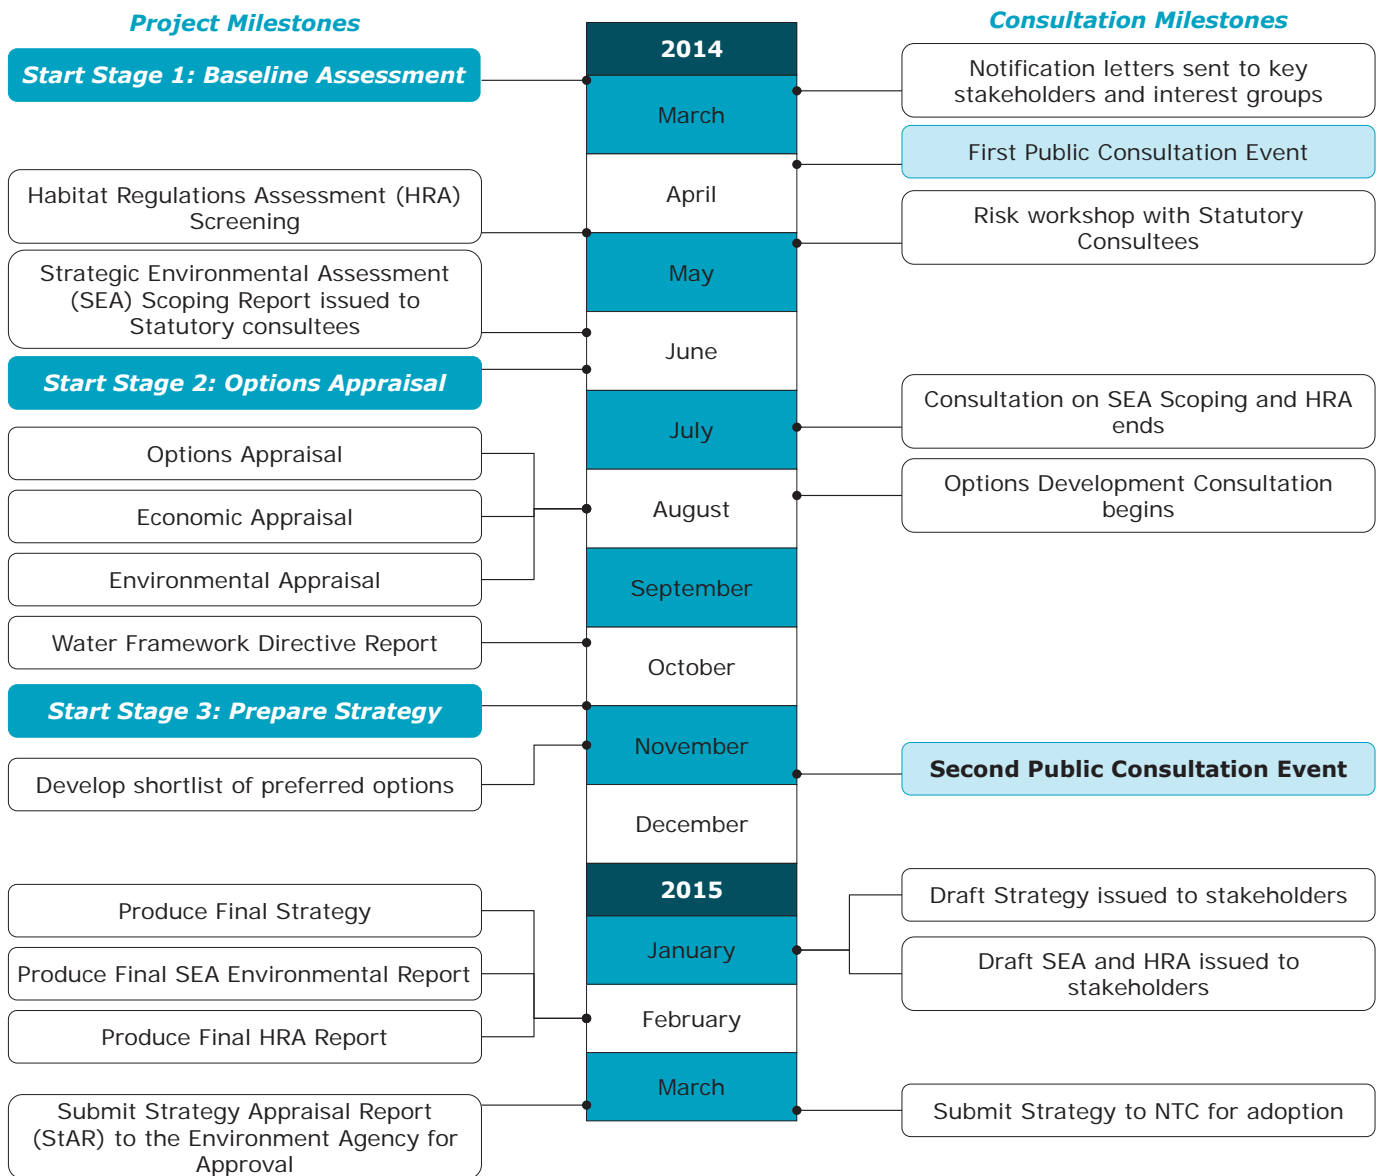 Project Milestones
Start Stage 1: Baseline Assessment
Habitat Regulations Assessment (HRA)
Screening
Strategic Environmental Assessment
(SEA) Scoping Report issued to
Statutory consultees
Start Stage 2: Options Appraisal
Options Appraisal
Economic Appraisal
Environmental Appraisal
Water Framework Directive Report
Start Stage 3: Prepare Strategy
Develop shortlist of preferred options
Produce Final Strategy
Produce Final SEA Environmental Report
Produce Final HRA Report
Submit Strategy Appraisal Report
(StAR) to the Environment Agency for
Approval
2014
March
April
May
June
July
August
September
October
November
December
2015
January
February
March
Consultation Milestones
Notification letters sent to key
stakeholders and interest groups
First Public Consultation Event
Risk workshop with Statutory
Consultees
Consultation on SEA Scoping and HRA
ends
Options Development Consultation
begins
Second Public Consultation Event
Draft Strategy issued to stakeholders
Draft SEA and HRA issued to
stakeholders
Submit Strategy to NTC for adoption